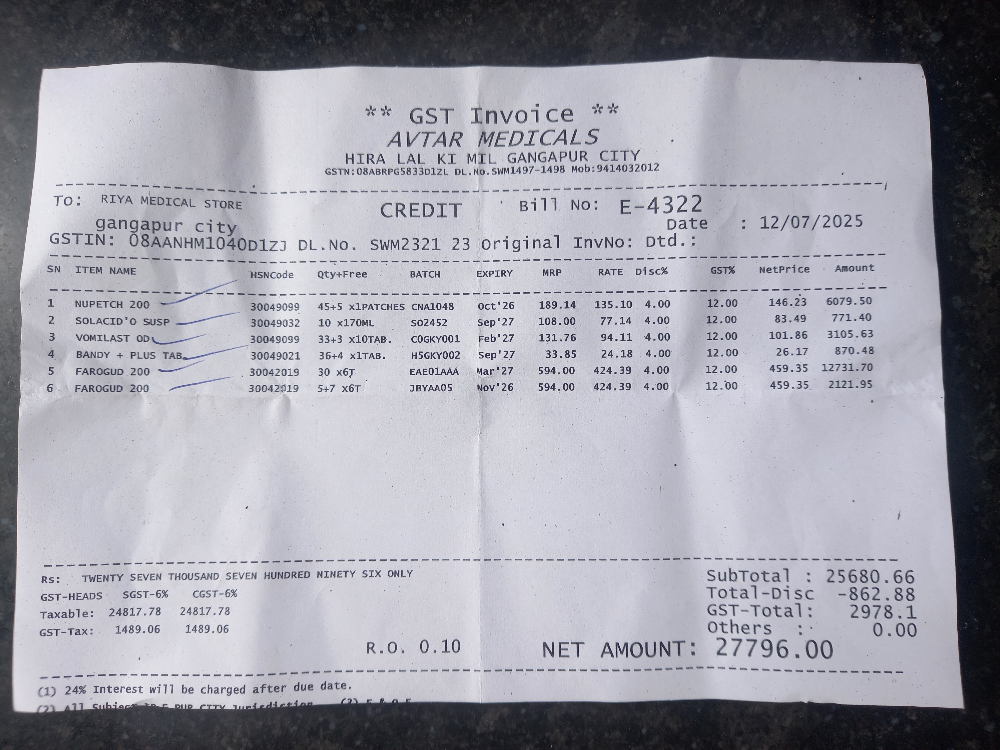 ** GST Invoice **
AVTAR MEDICALS
HIRA LAL KI MIL GANGAPUR CITY
GSTN:08ABRPG5833D1ZL DL.No.SWM1497-1498 Mob:9414032012
To: RIYA MEDICAL STORE CREDIT Bill No: E-4322
gangapur city Date : 12/07/2025
GSTIN: 08AANHM1040D1ZJ DL.No. SWM2321 23 Original InvNo: Dtd.:
SN ITEM NAME HSNCode Qty+Free BATCH EXPIRY MRP RATE Disc% GST% NetPrice Amount
1 NUPETCH 200 30049099 45+5 x1PATCHES CNA1048 Oct'26 189.14 135.10 4.00 12.00 146.23 6079.50
2 SOLACID'O SUSP 30049032 10 x170ML SO2452 Sep'27 108.00 77.14 4.00 12.00 83.49 771.40
3 VOMILAST OD 30049099 33+3 x10TAB. C0GKY001 Feb'27 131.76 94.11 4.00 12.00 101.86 3105.63
4 BANDY + PLUS TAB 30049021 36+4 x1TAB. H5GKY002 Sep'27 33.85 24.18 4.00 12.00 26.17 870.48
5 FAROGUD 200 30042019 30 x6T EAE01AAA Mar'27 594.00 424.39 4.00 12.00 459.35 12731.70
6 FAROGUD 200 30042019 5+7 x6T JBYAA05 Nov'26 594.00 424.39 4.00 12.00 459.35 2121.95
Rs: TWENTY SEVEN THOUSAND SEVEN HUNDRED NINETY SIX ONLY SubTotal : 25680.66
GST-HEADS SGST-6% CGST-6% Total-Disc -862.88
Taxable: 24817.78 24817.78 GST-Total: 2978.1
GST-Tax: 1489.06 1489.06 Others : 0.00
R.O. 0.10 NET AMOUNT: 27796.00
(1) 24% Interest will be charged after due date.
(2) All CITY